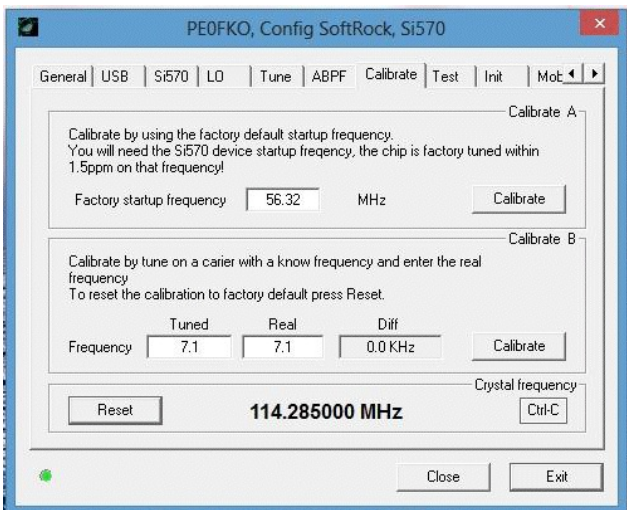 PE0FKO, Config SoftRock, Si570
General USB Si570 LO Tune ABPF Calibrate Test Init
Calibrate A
Calibrate by using the factory default startup frequency.
You will need the Si570 device startup freqency, the chip is factory tuned within
1.5ppm on that frequency!
Factory startup frequency 56.32 MHz Calibrate
Calibrate B
Calibrate by tune on a carier with a know frequency and enter the real
frequency
To reset the calibration to factory default press Reset.
Tuned Real Diff
Frequency 7.1 7.1 0.0 KHz Calibrate
Crystal frequency
Reset 114.285000 MHz Ctrl-C
Close Exit